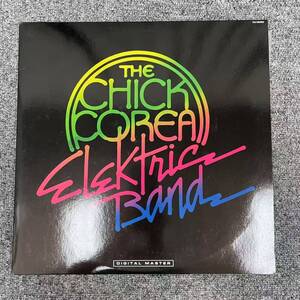 THE
CHICK
COREA
Elektric
Band
DIGITAL MASTER